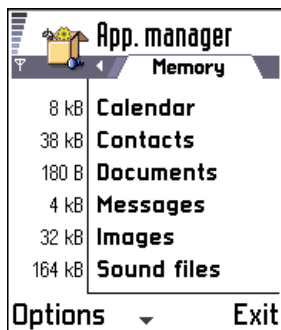 App. manager
Memory
8 kB Calendar
38 kB Contacts
180 B Documents
4 kB Messages
32 kB Images
164 kB Sound files
Options Exit